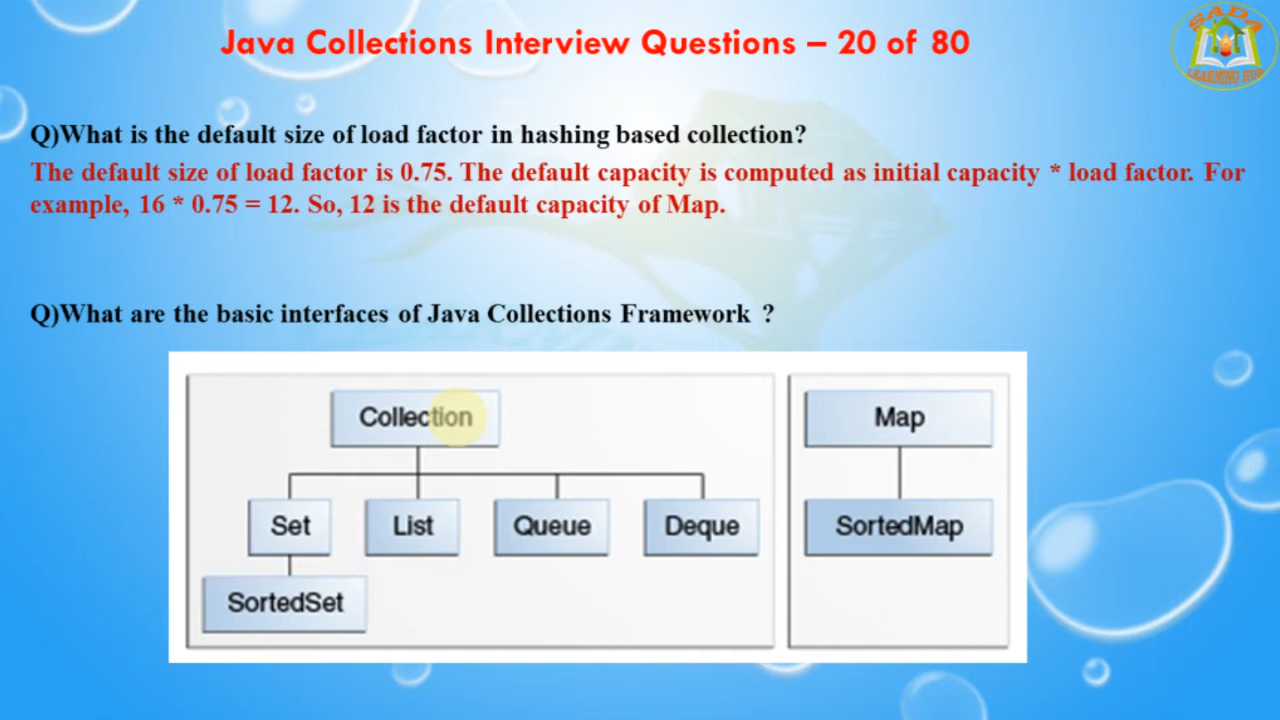 Java Collections Interview Questions – 20 of 80
SADA
LEARNING HUB
Q)What is the default size of load factor in hashing based collection?
The default size of load factor is 0.75. The default capacity is computed as initial capacity * load factor. For
example, 16 * 0.75 = 12. So, 12 is the default capacity of Map.
Q)What are the basic interfaces of Java Collections Framework ?
Collection
Map
Set
List
Queue
Deque
SortedMap
SortedSet